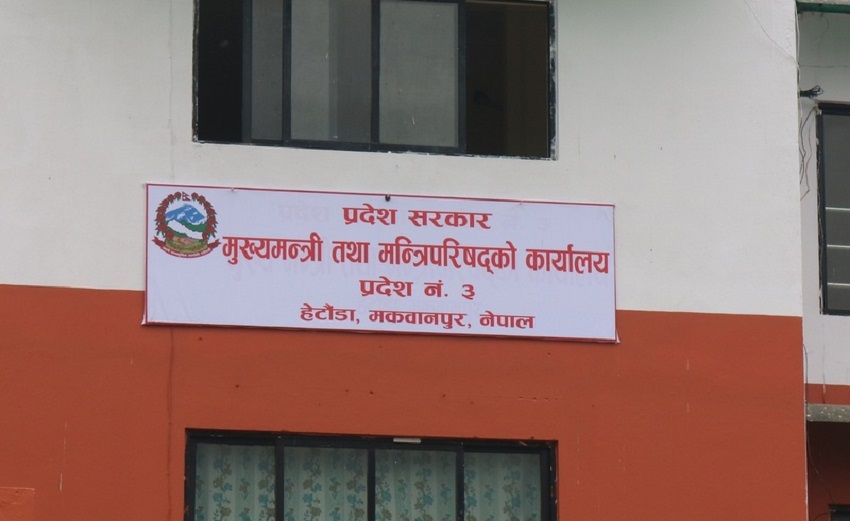 प्रदेश सरकार
मुख्यमन्त्री तथा मन्त्रिपरिषद्को कार्यालय
प्रदेश नं. ३
हेटौंडा, मकवानपुर, नेपाल